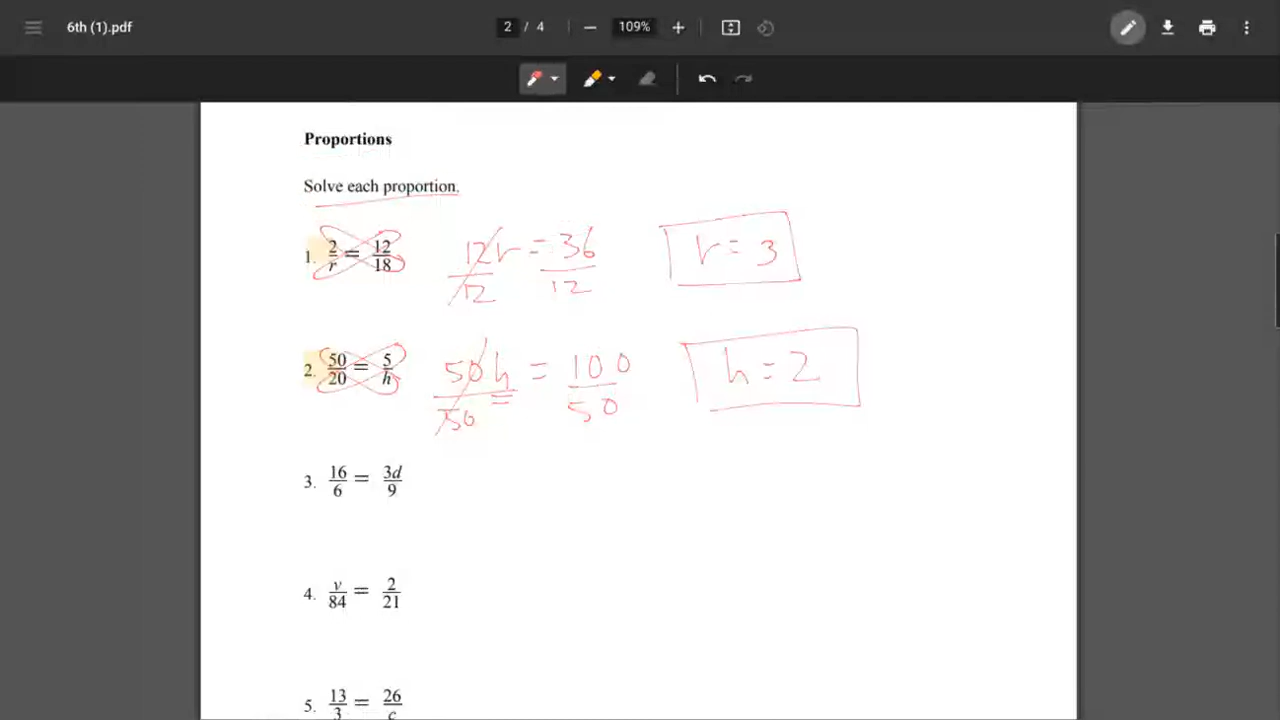 6th (1).pdf
2 / 4
109%
Proportions
Solve each proportion.
1. 2/r = 12/18
12r = 36
12 12
r = 3
2. 50/20 = 5/h
50h = 100
50 50
h = 2
3. 16/6 = 3d/9
4. v/84 = 2/21
5. 13/3 = 26/c